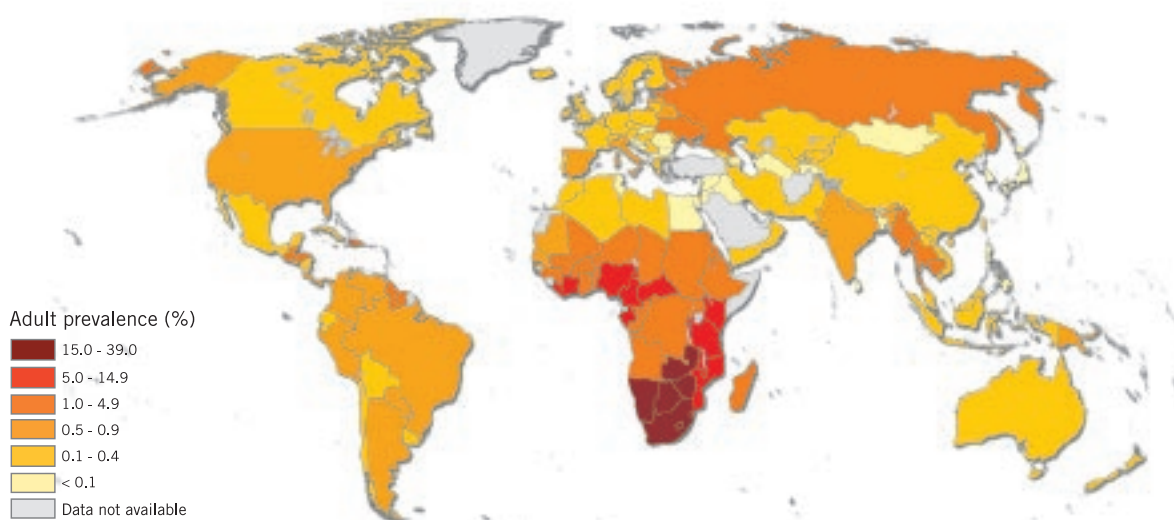 Adult prevalence (%)
15.0 - 39.0
5.0 - 14.9
1.0 - 4.9
0.5 - 0.9
0.1 - 0.4
< 0.1
Data not available